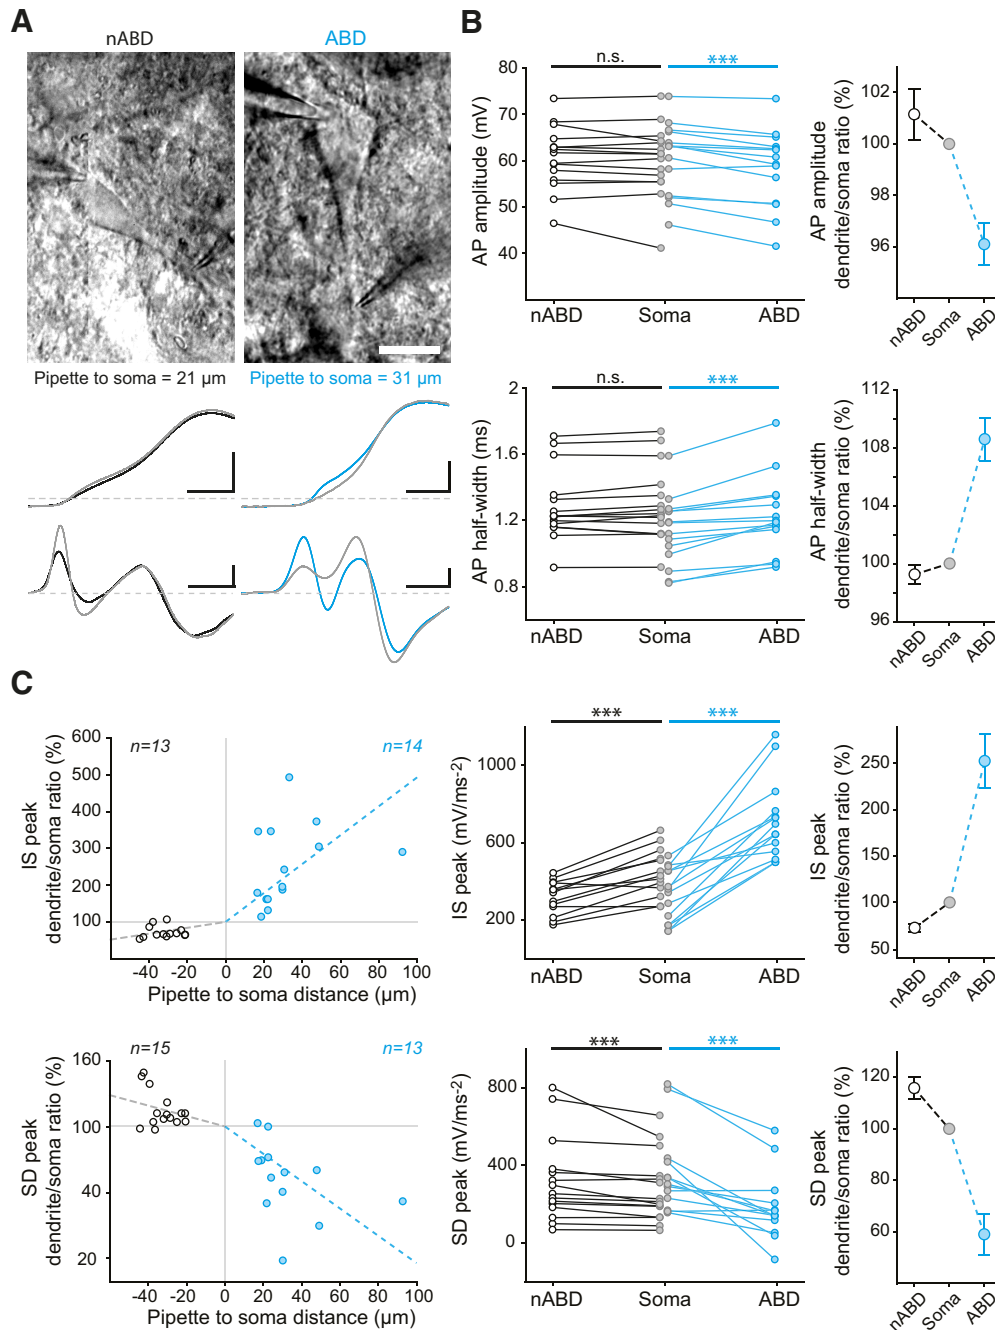 A
nABD
ABD
Pipette to soma = 21 µm
Pipette to soma = 31 µm
B
AP amplitude (mV)
80
70
60
50
40
n.s.
***
nABD
Soma
ABD
AP amplitude
dendrite/soma ratio (%)
102
100
98
96
nABD
Soma
ABD
AP half-width (ms)
2
1.6
1.2
0.8
n.s.
***
nABD
Soma
ABD
AP half-width
dendrite/soma ratio (%)
112
108
104
100
96
nABD
Soma
ABD
C
IS peak
dendrite/soma ratio (%)
600
500
400
300
200
100
n=13
n=14
-40
-20
0
20
40
60
80
100
Pipette to soma distance (µm)
IS peak (mV/ms-2)
1000
600
200
***
***
nABD
Soma
ABD
IS peak
dendrite/soma ratio (%)
250
200
150
100
50
nABD
Soma
ABD
SD peak
dendrite/soma ratio (%)
160
100
40
20
n=15
n=13
-40
-20
0
20
40
60
80
100
Pipette to soma distance (µm)
SD peak (mV/ms-2)
800
400
0
***
***
nABD
Soma
ABD
SD peak
dendrite/soma ratio (%)
120
100
80
60
nABD
Soma
ABD